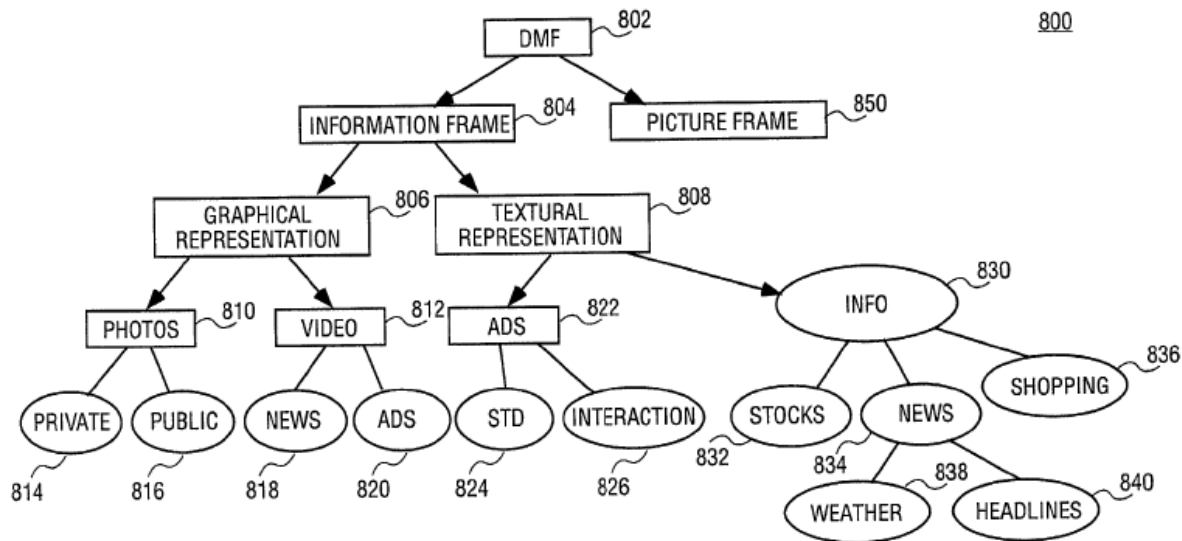 800
DMF 802
INFORMATION FRAME 804
PICTURE FRAME 850
GRAPHICAL
REPRESENTATION 806
TEXTURAL
REPRESENTATION 808
INFO 830
PHOTOS 810
VIDEO 812
ADS 822
SHOPPING 836
PRIVATE
PUBLIC
NEWS
ADS
STD
INTERACTION
STOCKS
NEWS
814
816
818
820
824
826
832
834
WEATHER 838
HEADLINES 840